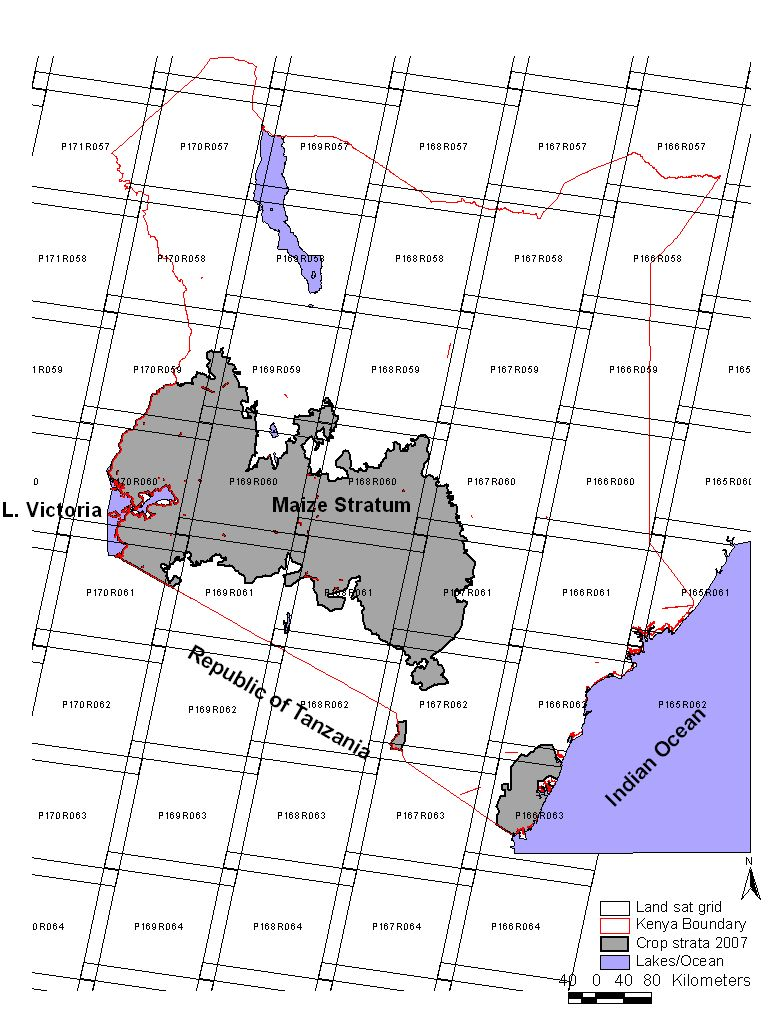 P171R057 P170R057 P169R057 P168R057 P167R057 P166R057
P171R058 P170R058 P169R058 P168R058 P167R058 P166R058
1R059 P170R059 P169R059 P168R059 P167R059 P166R059 P165
0 70R060 P169R060 P168R060 P167R060 P166R060 P165R060
L. Victoria
Maize Stratum
P170R061 P169R061 P168R061 P167R061 P166R061 P165R061
P170R062 P169R062 P168R062 P167R062 P166R062 P165R062
Republic of Tanzania
Indian Ocean
P170R063 P169R063 P168R063 P167R063 P166R063
0R064 P169R064 P168R064 P167R064 P166R064
N
Land sat grid
Kenya Boundary
Crop strata 2007
Lakes/Ocean
40 0 40 80 Kilometers